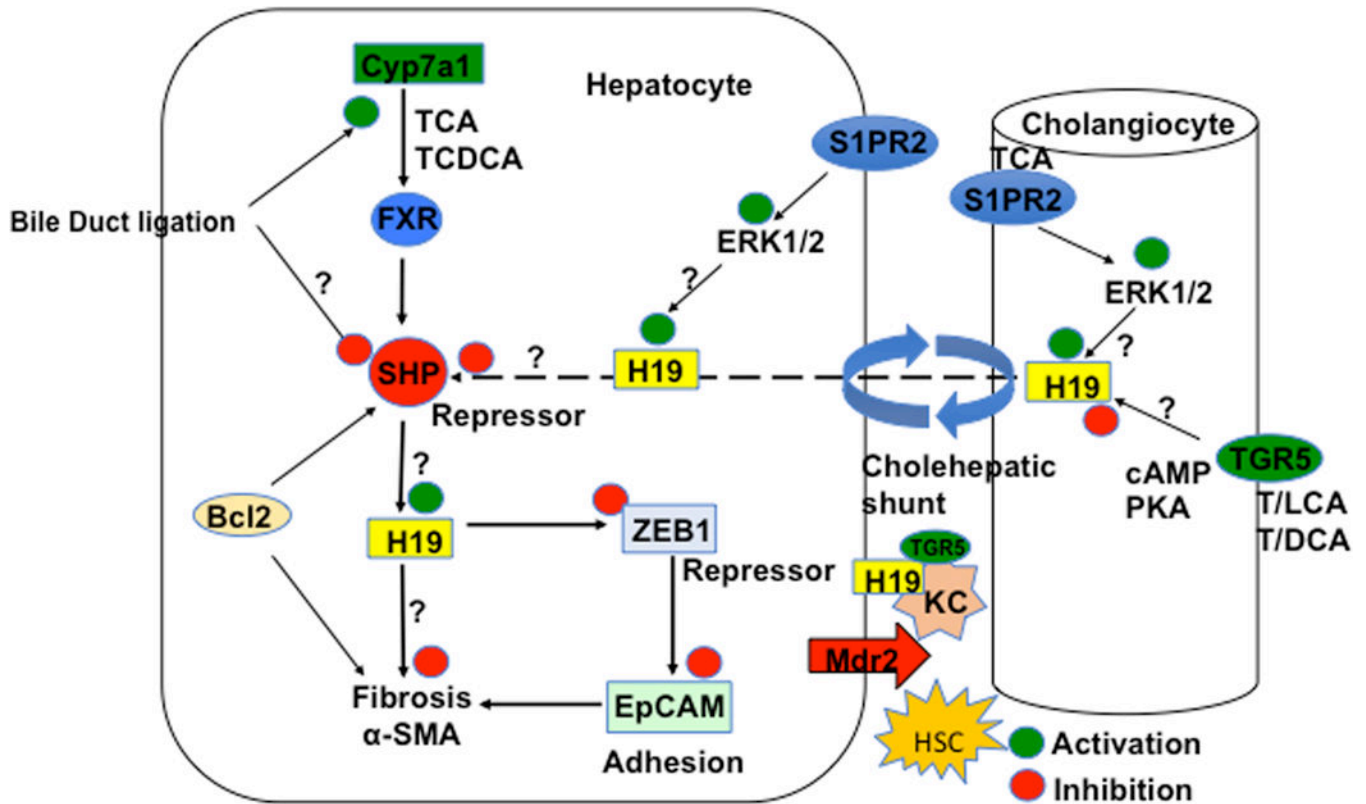 Cyp7a1
Hepatocyte
TCA
TCDCA
Bile Duct ligation
FXR
?
SHP
Repressor
?
S1PR2
ERK1/2
?
H19
Cholangiocyte
TCA
S1PR2
ERK1/2
?
H19
?
cAMP
PKA
TGR5
T/LCA
T/DCA
Cholehepatic
shunt
?
Bcl2
H19
ZEB1
Repressor
?
Fibrosis
α-SMA
EpCAM
Adhesion
TGR5
H19
KC
Mdr2
HSC
Activation
Inhibition